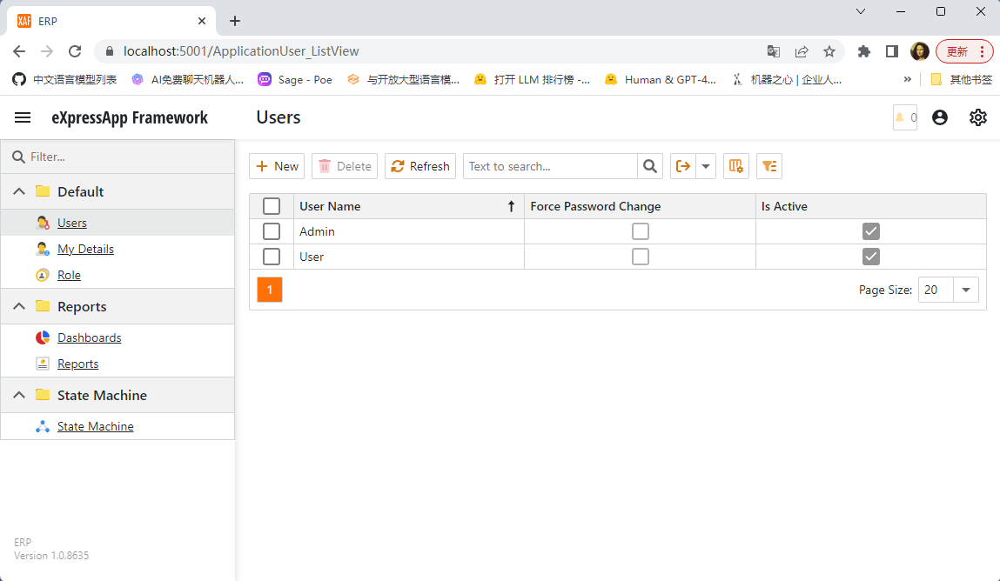 XAF ERP
localhost:5001/ApplicationUser_ListView
更新
中文语言模型列表
AI免费聊天机器人...
Sage - Poe
与开放大型语言模...
打开 LLM 排行榜 -...
Human & GPT-4...
机器之心 | 企业人...
»
其他书签
eXpressApp Framework
Users
0
Filter...
Default
Users
My Details
Role
Reports
Dashboards
Reports
State Machine
State Machine
ERP
Version 1.0.8635
New
Delete
Refresh
Text to search...
User Name
Force Password Change
Is Active
Admin
User
1
Page Size:
20